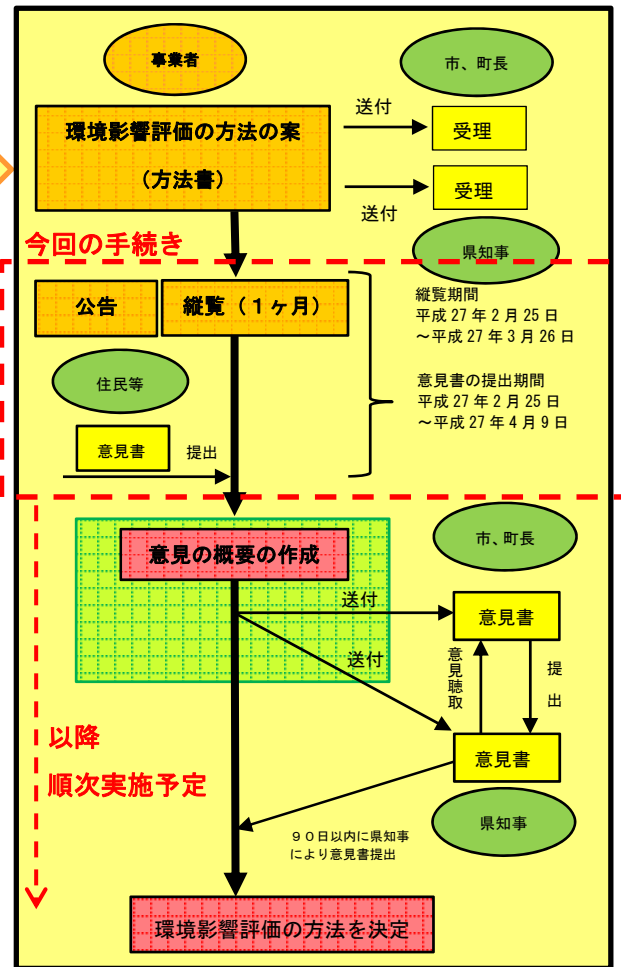 事業者
市、町長
環境影響評価の方法の案
（方法書）
送付
受理
送付
受理
県知事
今回の手続き
公告
縦覧（１ヶ月）
縦覧期間
平成 27 年 2 月 25 日
～平成 27 年 3 月 26 日
住民等
意見書の提出期間
平成 27 年 2 月 25 日
～平成 27 年 4 月 9 日
意見書
提出
意見の概要の作成
市、町長
送付
意見書
送付
意見聴取
提出
意見書
県知事
以降
順次実施予定
９０日以内に県知事
により意見書提出
環境影響評価の方法を決定